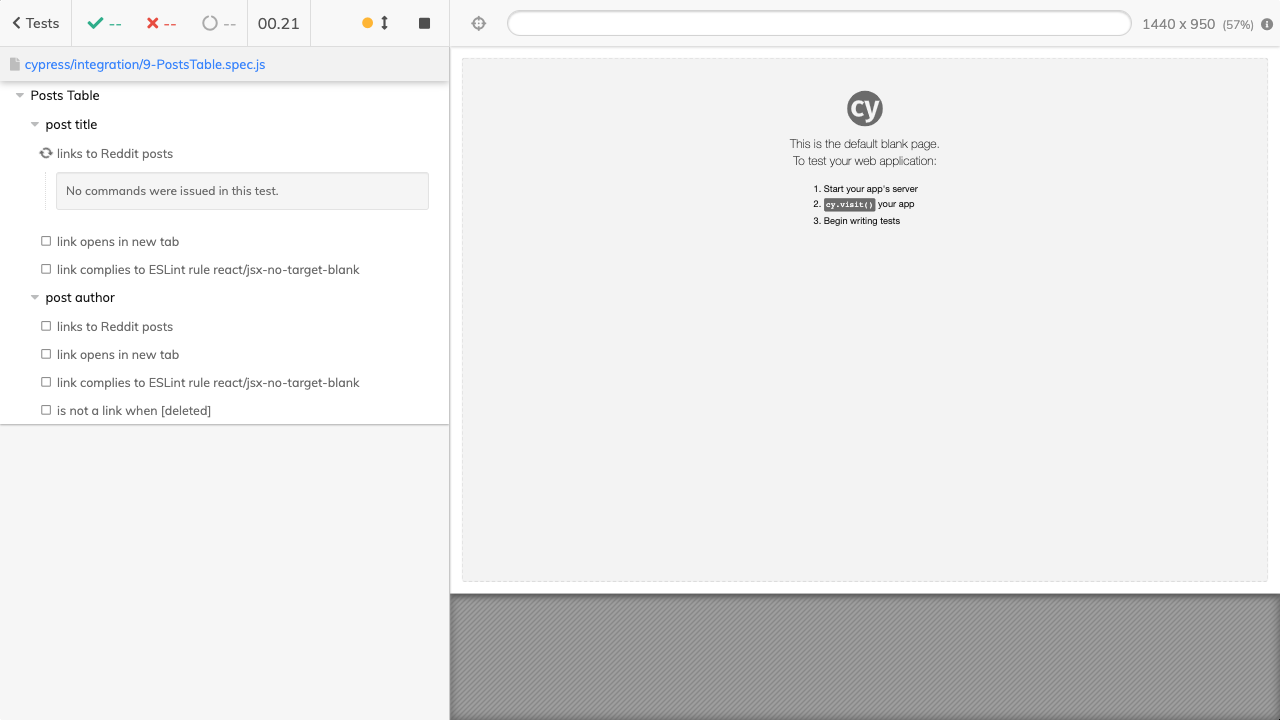 Tests
--
--
--
00.21
1440 x 950 (57%)
cypress/integration/9-PostsTable.spec.js
Posts Table
post title
links to Reddit posts
No commands were issued in this test.
link opens in new tab
link complies to ESLint rule react/jsx-no-target-blank
post author
links to Reddit posts
link opens in new tab
link complies to ESLint rule react/jsx-no-target-blank
is not a link when [deleted]
cy
This is the default blank page.
To test your web application:
1. Start your app's server
2. cy.visit() your app
3. Begin writing tests